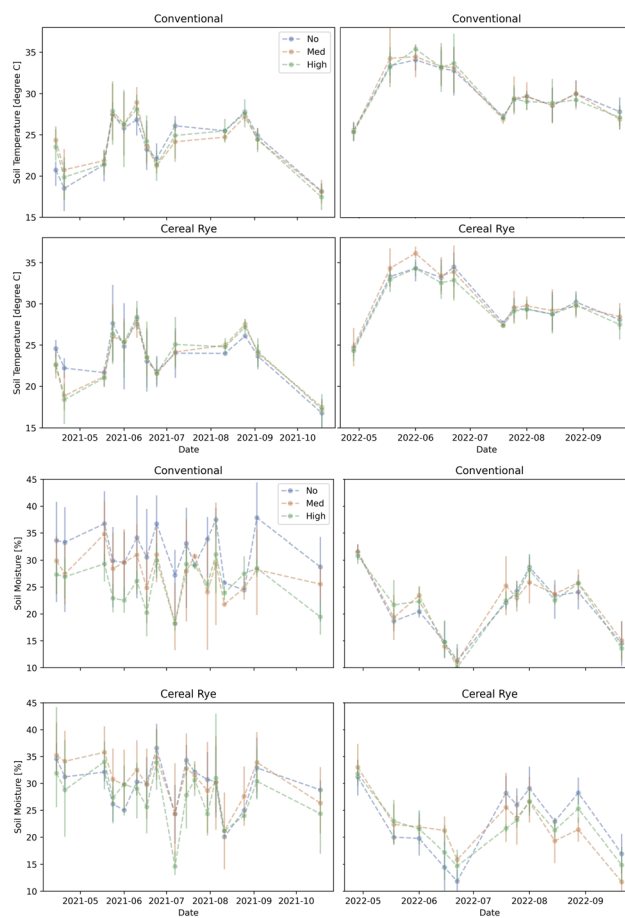 Conventional
Conventional
No
Med
High
35
30
25
20
15
Soil Temperature [degree C]
Cereal Rye
Cereal Rye
35
30
25
20
15
Soil Temperature [degree C]
2021-05 2021-06 2021-07 2021-08 2021-09 2021-10
2022-05 2022-06 2022-07 2022-08 2022-09
Date
Date
Conventional
Conventional
No
Med
High
45
40
35
30
25
20
15
10
Soil Moisture [%]
Cereal Rye
Cereal Rye
45
40
35
30
25
20
15
10
Soil Moisture [%]
2021-05 2021-06 2021-07 2021-08 2021-09 2021-10
2022-05 2022-06 2022-07 2022-08 2022-09
Date
Date